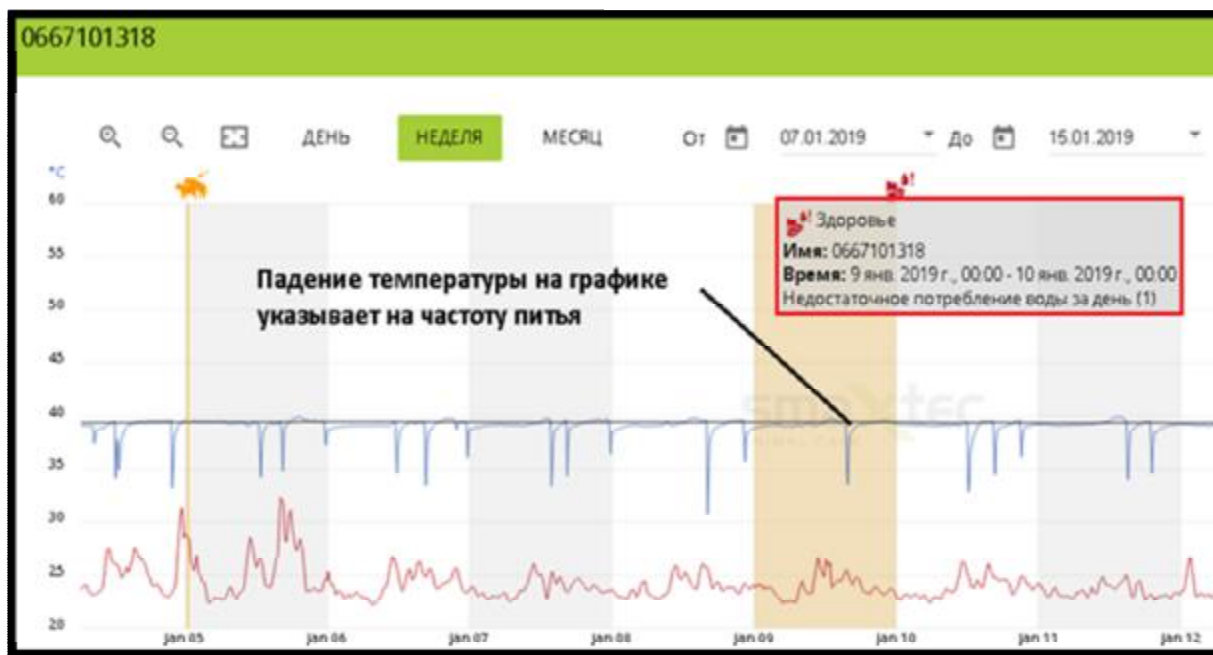 0667101318
ДЕНЬ НЕДЕЛЯ МЕСЯЦ От 07.01.2019 До 15.01.2019
°C
60
Здоровье
Имя: 0667101318
55
Время: 9 янв. 2019 г., 00:00 - 10 янв. 2019 г., 00:00
Падение температуры на графике
Недостаточное потребление воды за день (1)
50
указывает на частоту питья
45
40
smaxtec
35
30
25
20
Jan 05 Jan 06 Jan 07 Jan 08 Jan 09 Jan 10 Jan 11 Jan 12